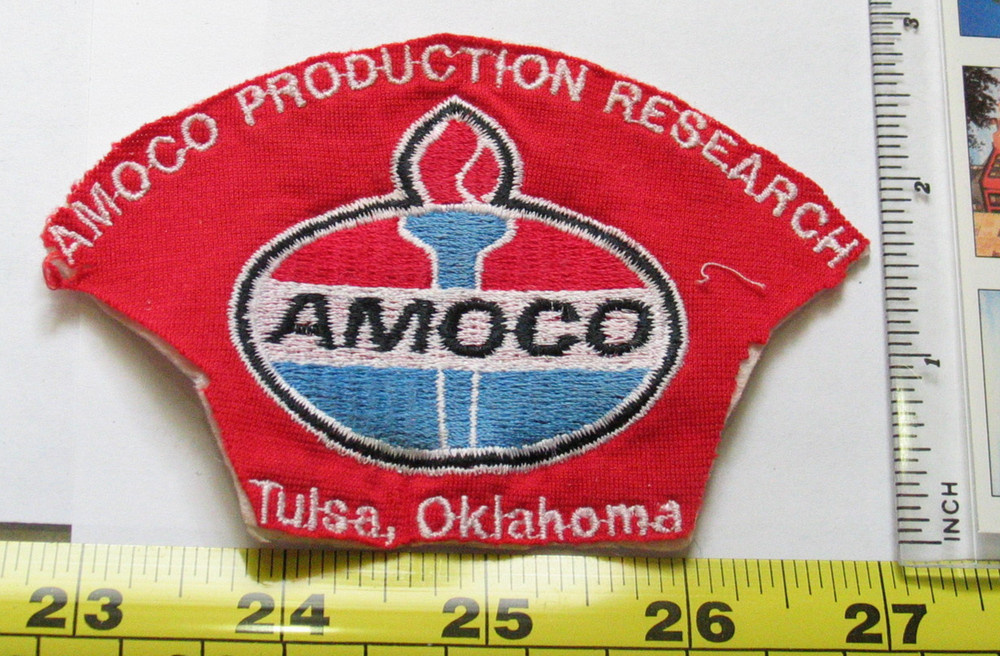 AMOCO PRODUCTION RESEARCH
AMOCO
Tulsa, Oklahoma
3
2
1
INCH
23 24 25 26 27